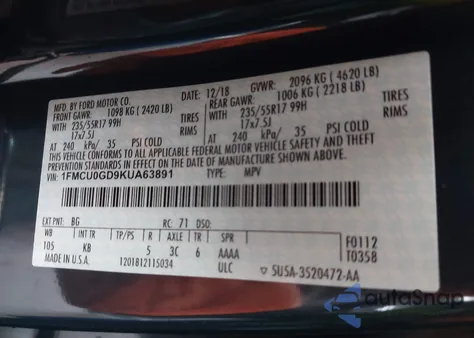 MFD. BY FORD MOTOR CO.
12/18 GVWR: 2096 KG (4620 LB)
FRONT GAWR: 1098 KG (2420 LB)
REAR GAWR: 1006 KG (2218 LB)
WITH TIRES WITH TIRES
235/55R17 99H 235/55R17 99H
17x7.5J RIMS 17x7.5J RIMS
AT 240 kPa/ 35 PSI COLD AT 240 kPa/ 35 PSI COLD
THIS VEHICLE CONFORMS TO ALL APPLICABLE FEDERAL MOTOR VEHICLE SAFETY AND THEFT PREVENTION STANDARDS IN EFFECT ON THE DATE OF MANUFACTURE SHOWN ABOVE.
VIN: 1FMCU0GD9KUA63891 TYPE: MPV
EXT PNT: BG RC: 71 DSO:
WB INT TR TP/PS R AXLE TR SPR
105 KB 5 3C 6 AAAA
F0112
T0358
MADE IN U.S.A. 1201812115034 ULC SU5A-3520472-AA
autoSnap